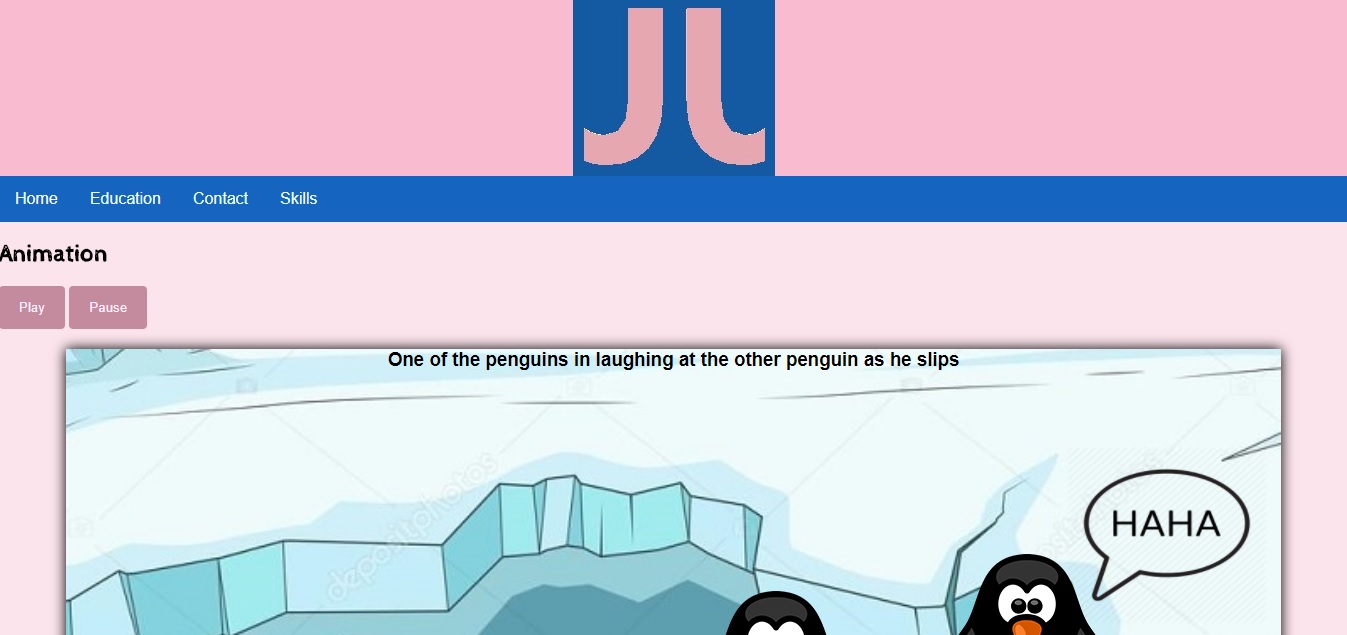 JL
Home Education Contact Skills
Animation
Play Pause
One of the penguins in laughing at the other penguin as he slips
HAHA
depositphotos